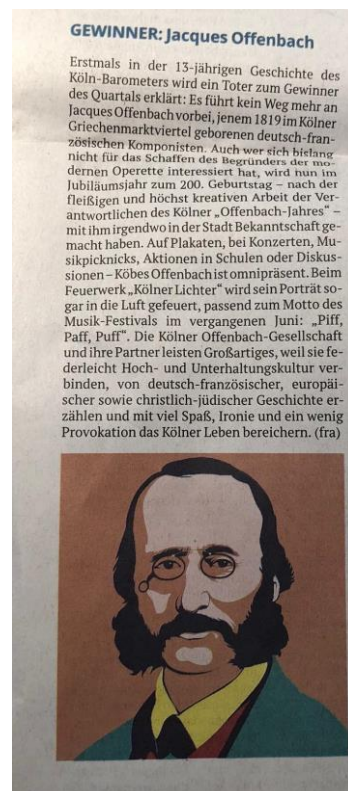 GEWINNER: Jacques Offenbach
Erstmals in der 13-jährigen Geschichte des
Köln-Barometers wird ein Toter zum Gewinner
des Quartals erklärt: Es führt kein Weg mehr an
Jacques Offenbach vorbei, jenem 1819 im Kölner
Griechenmarktviertel geborenen deutsch-fran-
zösischen Komponisten. Auch wer sich bislang
nicht für das Schaffen des Begründers der mo-
dernen Operette interessiert hat, wird nun im
Jubiläumsjahr zum 200. Geburtstag – nach der
fleißigen und höchst kreativen Arbeit der Ver-
antwortlichen des Kölner „Offenbach-Jahres“ –
mit ihm irgendwo in der Stadt Bekanntschaft ge-
macht haben. Auf Plakaten, bei Konzerten, Mu-
sikpicknicks, Aktionen in Schulen oder Diskus-
sionen – Köbes Offenbach ist omnipräsent. Beim
Feuerwerk „Kölner Lichter“ wird sein Porträt so-
gar in die Luft gefeuert, passend zum Motto des
Musik-Festivals im vergangenen Juni: „Piff,
Paff, Puff“. Die Kölner Offenbach-Gesellschaft
und ihre Partner leisten Großartiges, weil sie fe-
derleicht Hoch- und Unterhaltungskultur ver-
binden, von deutsch-französischer, europäi-
scher sowie christlich-jüdischer Geschichte er-
zählen und mit viel Spaß, Ironie und ein wenig
Provokation das Kölner Leben bereichern. (fra)